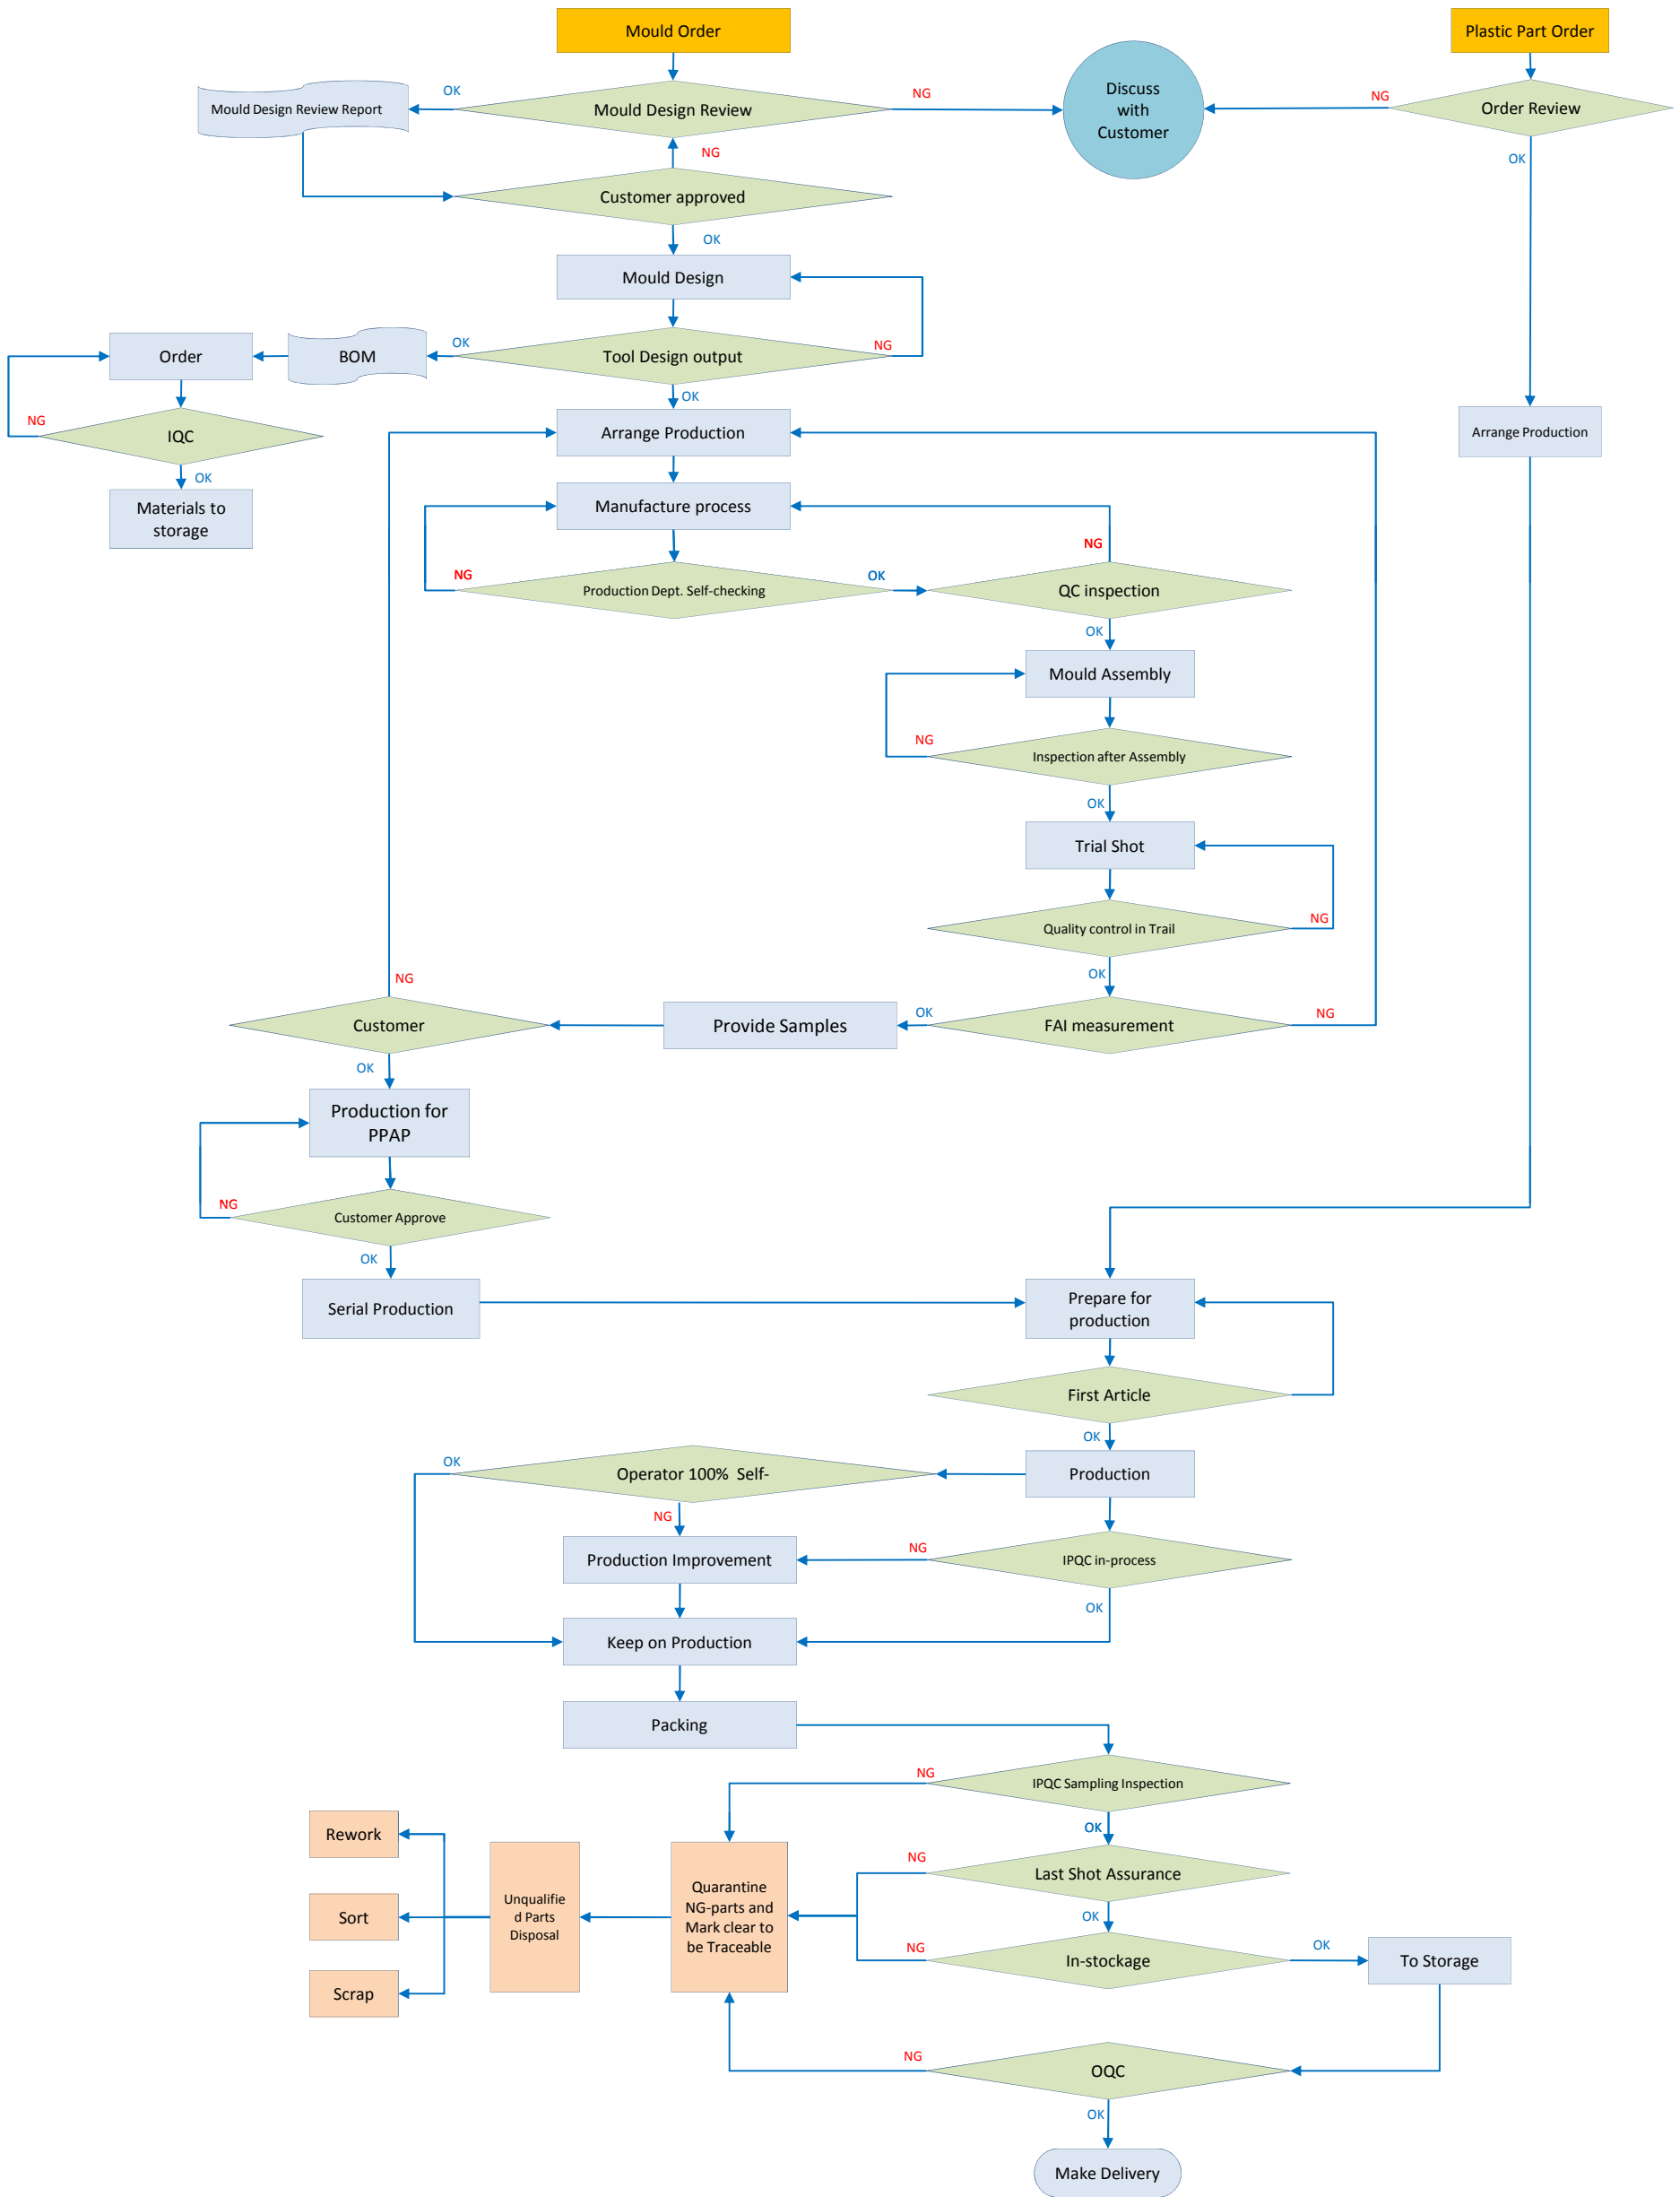 Mould Order
Plastic Part Order
OK
Mould Design Review Report
Mould Design Review
NG
Discuss
with
Customer
NG
Order Review
NG
OK
Customer approved
OK
Mould Design
Order
BOM
OK
Tool Design output
NG
OK
NG
IQC
Arrange Production
Arrange Production
OK
Materials to
storage
Manufacture process
NG
NG
Production Dept. Self-checking
OK
QC inspection
OK
Mould Assembly
NG
Inspection after Assembly
OK
Trial Shot
Quality control in Trail
NG
OK
NG
Customer
Provide Samples
OK
FAI measurement
NG
OK
Production for
PPAP
NG
Customer Approve
OK
Serial Production
Prepare for
production
First Article
OK
OK
Operator 100%  Self-
Production
NG
Production Improvement
NG
IPQC in-process
OK
Keep on Production
Packing
NG
IPQC Sampling Inspection
OK
Rework
NG
Last Shot Assurance
Unqualifie
d Parts
Disposal
Quarantine
NG-parts and
Mark clear to
be Traceable
OK
Sort
NG
In-stockage
OK
To Storage
Scrap
NG
OQC
OK
Make Delivery